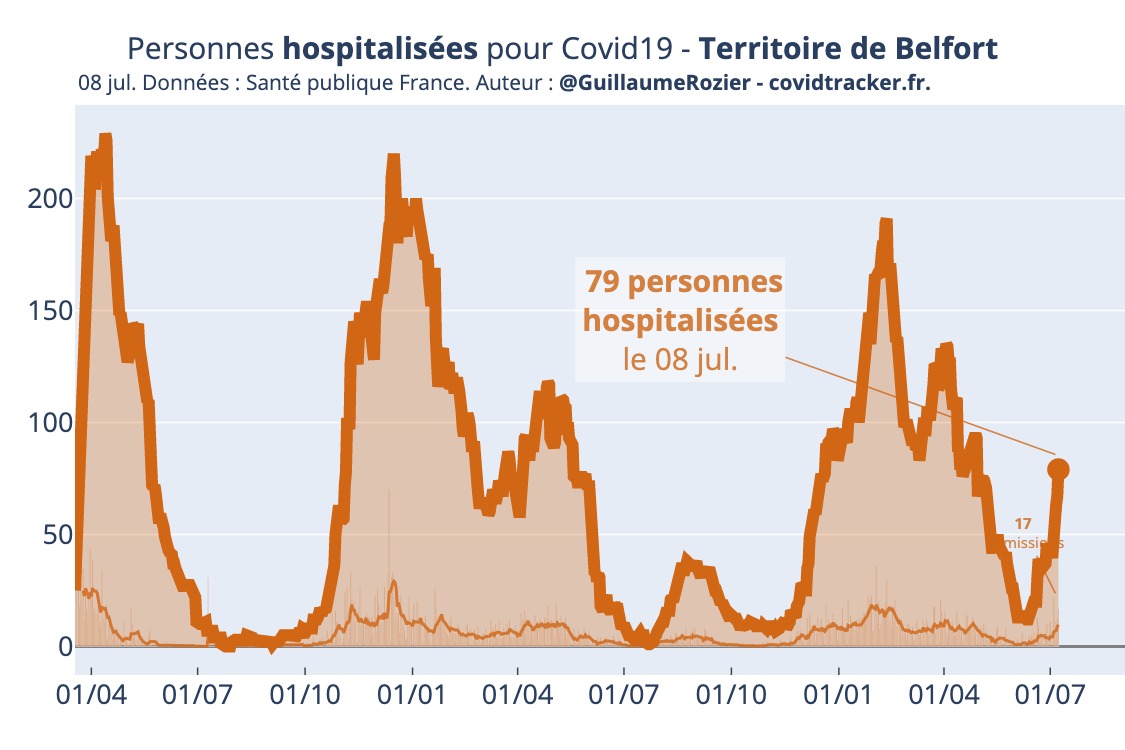 Personnes hospitalisées pour Covid19 - Territoire de Belfort
08 jul. Données : Santé publique France. Auteur : @GuillaumeRozier - covidtracker.fr.
200
150
100
50
0
79 personnes
hospitalisées
le 08 jul.
17
01/04 01/07 01/10 01/01 01/04 01/07 01/10 01/01 01/04 01/07